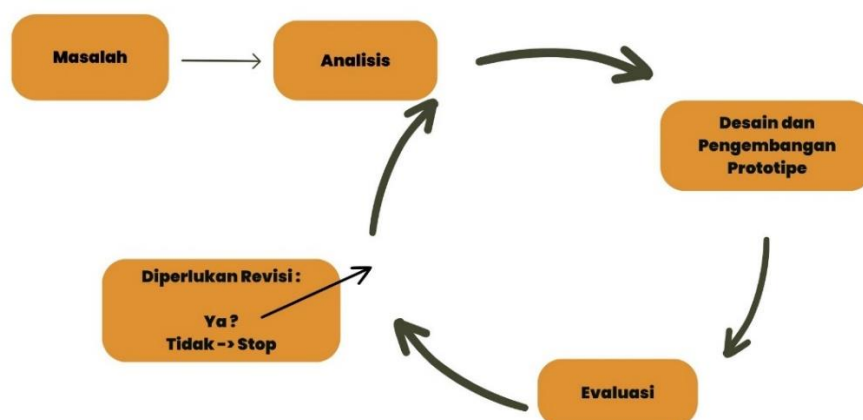 Masalah
Analisis
Desain dan
Pengembangan
Prototipe
Diperlukan Revisi :
Ya ?
Tidak -> Stop
Evaluasi